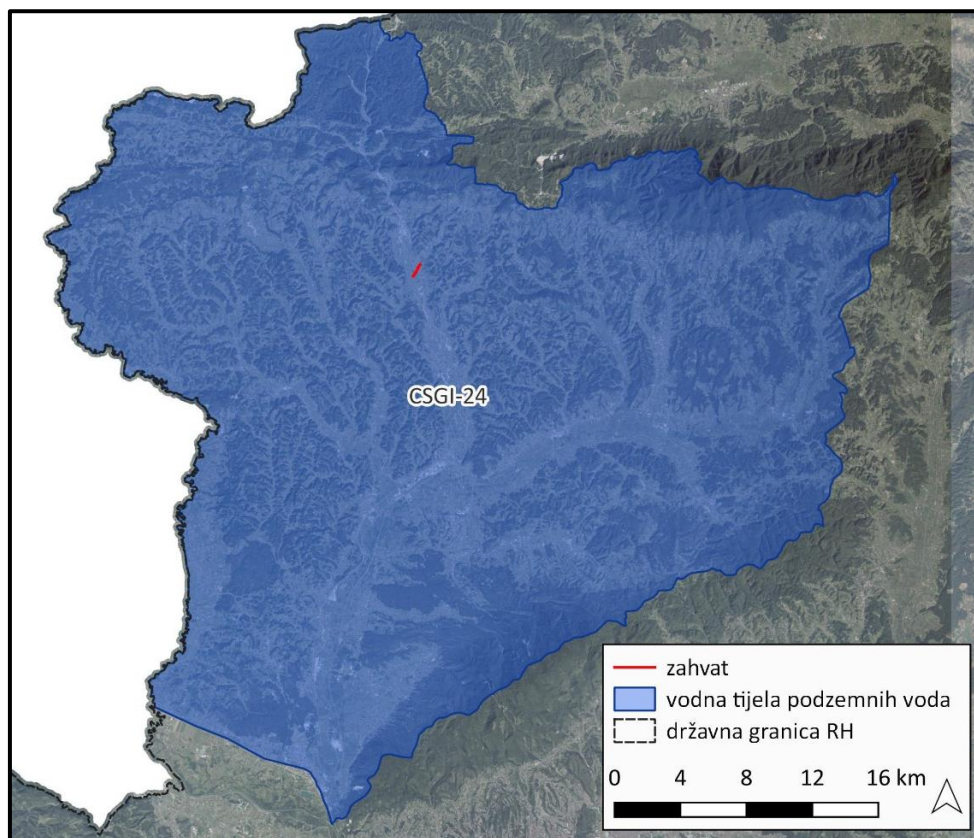 CSGI-24
zahvat
vodna tijela podzemnih voda
državna granica RH
0 4 8 12 16 km